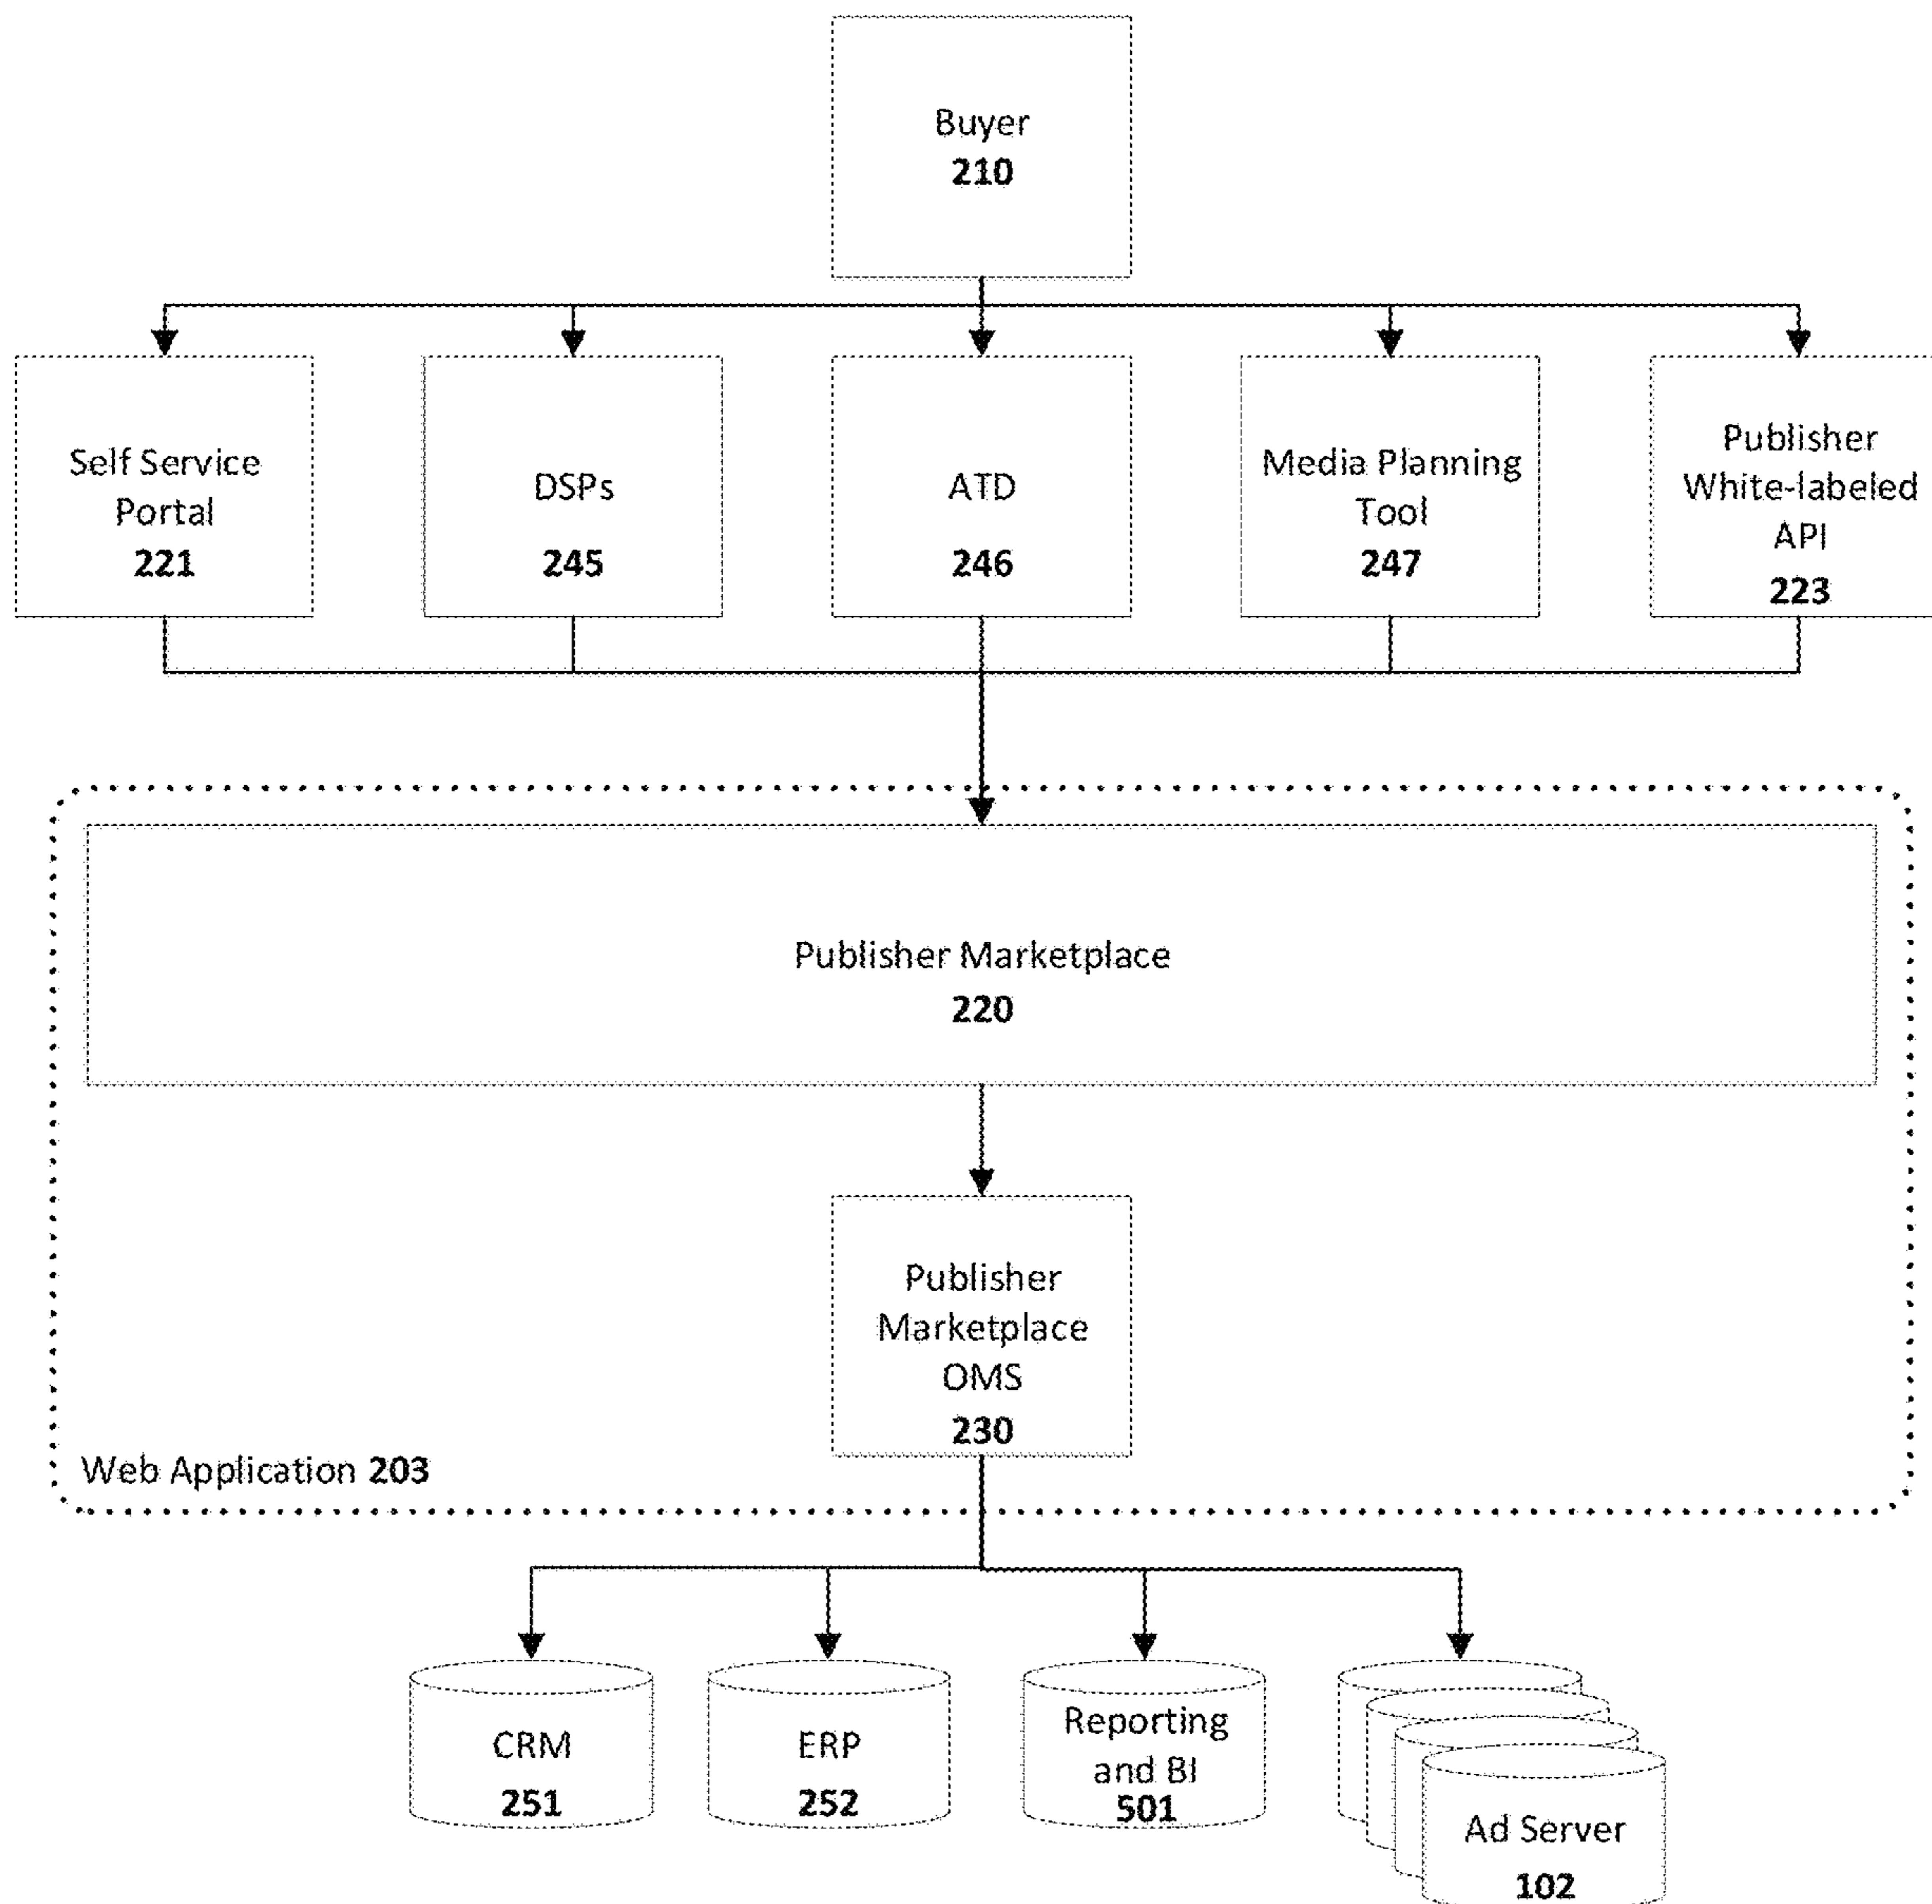 Buyer
210
Self Service
Portal
221
DSPs
245
ATD
246
Media Planning
Tool
247
Publisher
White-labeled
API
223
Publisher Marketplace
220
Publisher
Marketplace
OMS
230
Web Application 203
CRM
251
ERP
252
Reporting
and BI
501
Ad Server
102